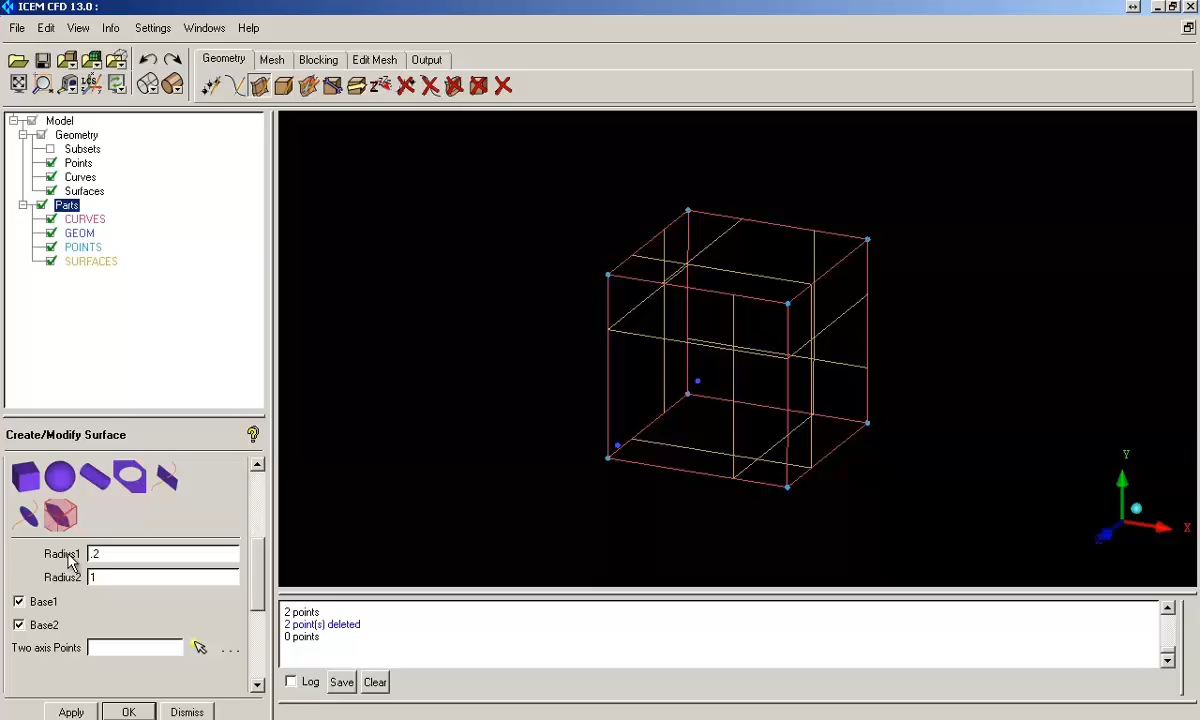 ICEM CFD 13.0 :
File Edit View Info Settings Windows Help
Geometry Mesh Blocking Edit Mesh Output
Model
Geometry
Subsets
Points
Curves
Surfaces
Parts
CURVES
GEOM
POINTS
SURFACES
Create/Modify Surface
Radius1 .2
Radius2 1
Base1
Base2
Two axis Points
Apply OK Dismiss
Y
X
2 points
2 point(s) deleted
0 points
Log Save Clear